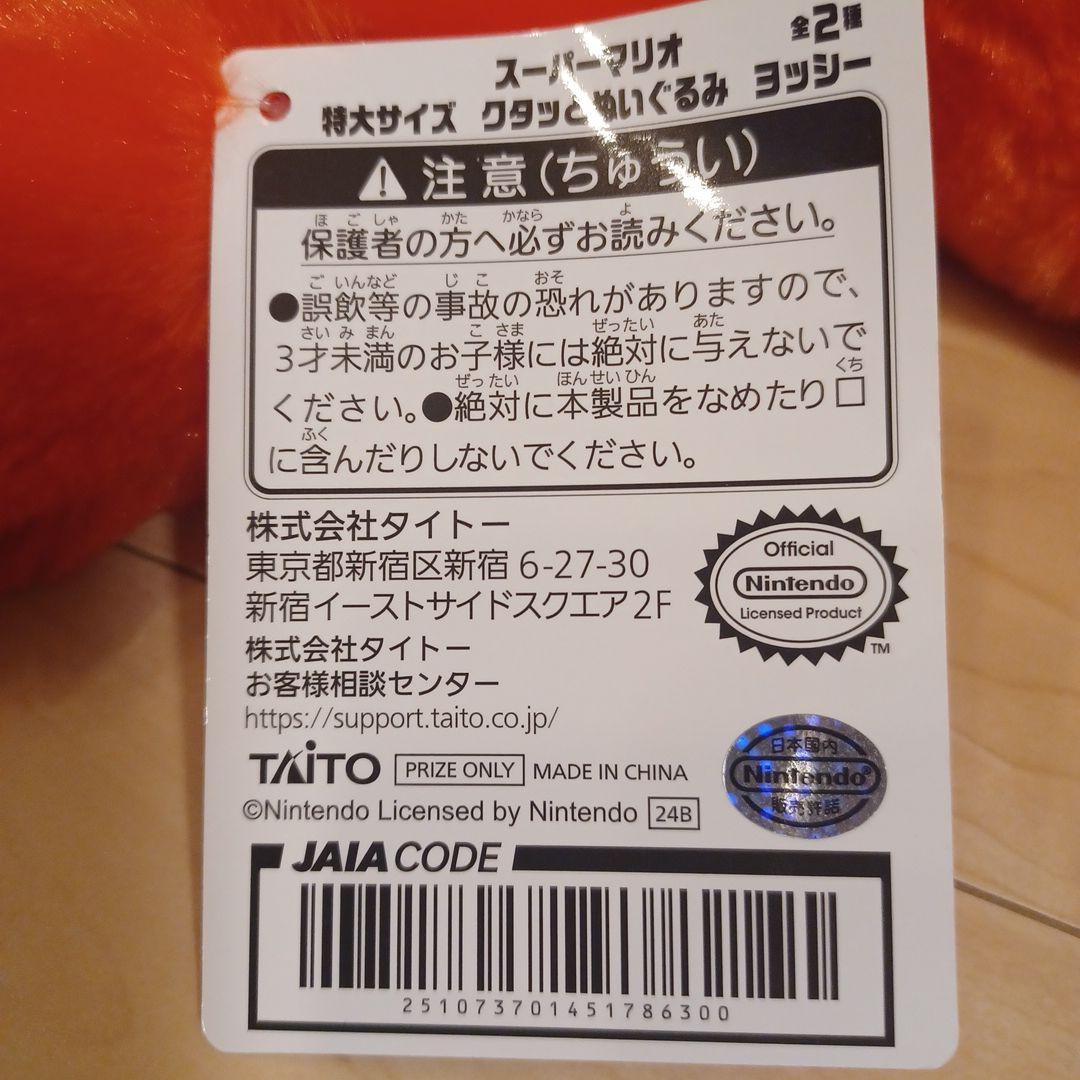 全2種
スーパーマリオ
特大サイズ クタッとぬいぐるみ ヨッシー
注意(ちゅうい)
ほごしゃ かた かなら よ
保護者の方へ必ずお読みください。
ごいんなど じこ おそ
●誤飲等の事故の恐れがありますので、
さいみまん こさま ぜったい あた
3才未満のお子様には絶対に与えないで
ぜったい ほんせいひん くち
ください。●絶対に本製品をなめたり口
ふく
に含んだりしないでください。
株式会社タイトー
東京都新宿区新宿 6-27-30
新宿イーストサイドスクエア2F
株式会社タイトー
お客様相談センター
https://support.taito.co.jp/
Official
Nintendo
Licensed Product
TM
日本国内
Nintendo®
販売許諾
TAITO PRIZE ONLY MADE IN CHINA
©Nintendo Licensed by Nintendo 24B
JAIA CODE
2510737014517863​00